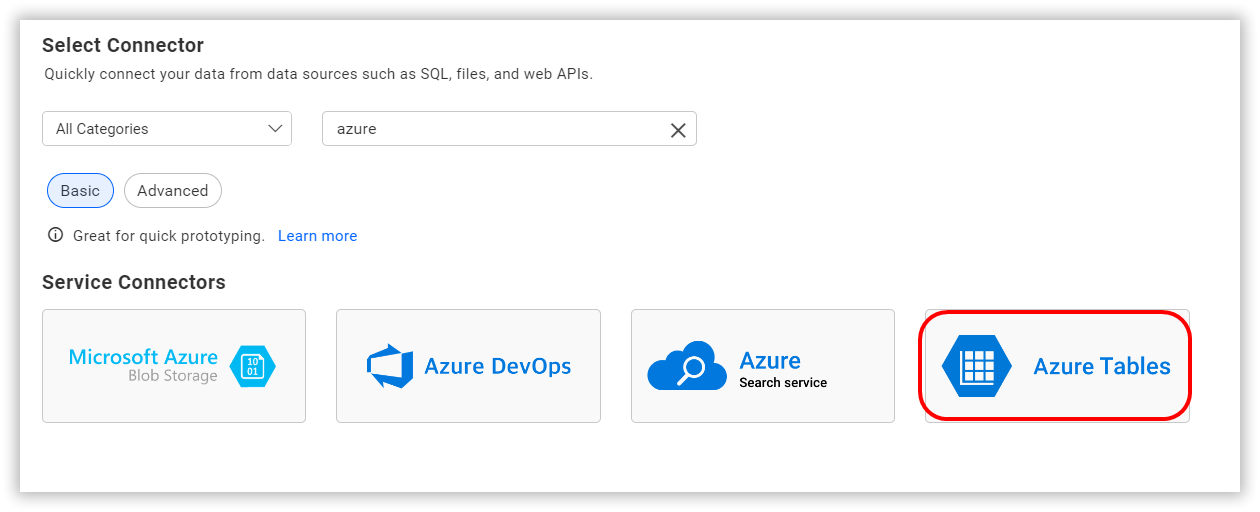 Select Connector
Quickly connect your data from data sources such as SQL, files, and web APIs.
All Categories
azure
Basic
Advanced
Great for quick prototyping. Learn more
Service Connectors
Microsoft Azure
Blob Storage
10
01
Azure DevOps
Azure
Search service
Azure Tables